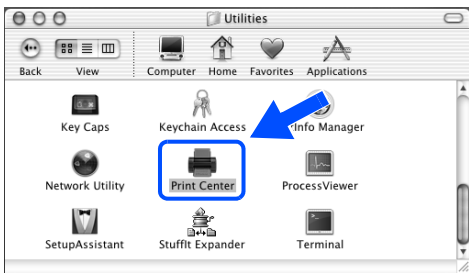 Utilities
Back View Computer Home Favorites Applications
Key Caps Keychain Access Info Manager
Network Utility Print Center ProcessViewer
SetupAssistant StuffIt Expander Terminal